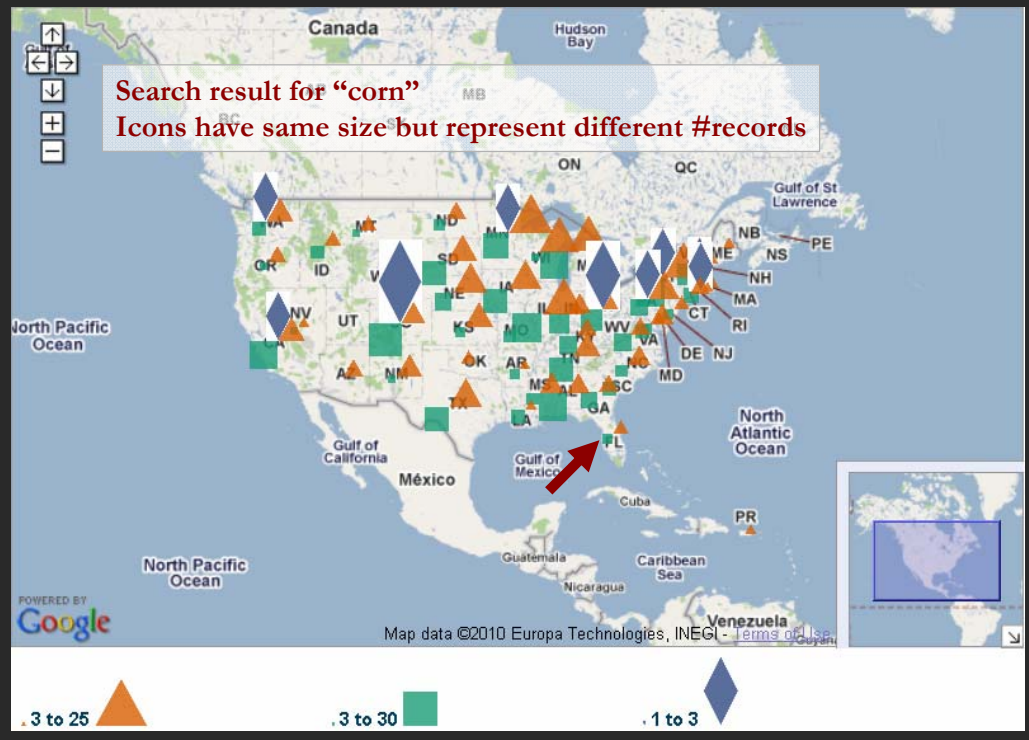 Canada
Hudson
Bay
Search result for “corn”
Icons have same size but represent different #records
MB
BC
ON
QC
Gulf of St
Lawrence
NB
PE
NS
ME
NH
MA
RI
CT
NJ
DE
MD
WA
MT
ND
OR
ID
SD
WI
NE
IA
IL
IN
NV
UT
CA
KS
MO
WV
VA
KY
AZ
NM
OK
AR
TN
NC
SC
MS
AL
GA
TX
LA
FL
North Pacific
Ocean
North
Atlantic
Ocean
Gulf of
California
Gulf of
Mexico
México
Cuba
PR
Guatemala
Caribbean
Sea
Nicaragua
North Pacific
Ocean
Venezuela
POWERED BY
Google
Map data ©2010 Europa Technologies, INEGI - Terms of Use
3 to 25
3 to 30
1 to 3